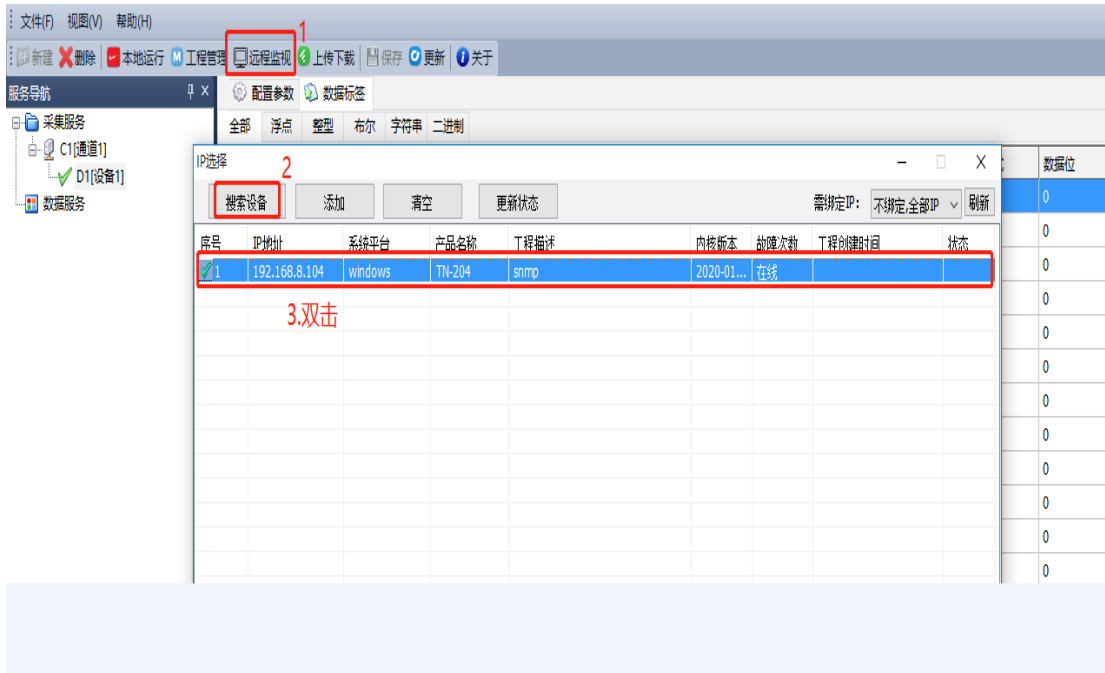 文件(F) 视图(V) 帮助(H)
1
新建 删除 本地运行 工程管理 远程监视 上传下载 保存 更新 关于
服务导航
配置参数 数据标签
采集服务
全部 浮点 整型 布尔 字符串 二进制
C1[通道1]
D1[设备1]
数据服务
IP选择
2
数据位
搜索设备 添加 清空 更新状态 需绑定IP: 不绑定,全部IP 刷新
序号 IP地址 系统平台 产品名称 工程描述 内核版本 故障次数 工程创建时间 状态
1 192.168.8.104 windows TN-204 snmp 2020-01... 在线
3.双击
0
0
0
0
0
0
0
0
0
0
0
0